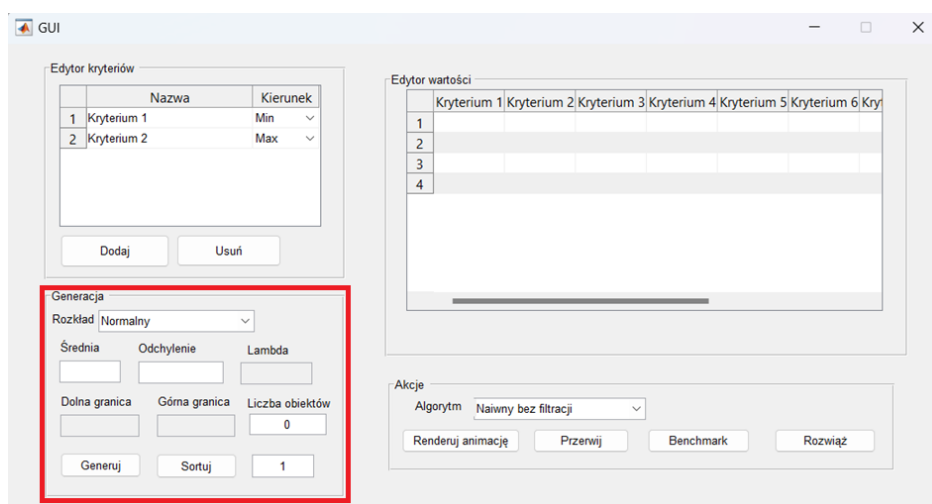 GUI
Edytor kryteriów
Nazwa Kierunek
1 Kryterium 1 Min
2 Kryterium 2 Max
Dodaj Usuń
Generacja
Rozkład Normalny
Średnia Odchylenie Lambda
Dolna granica Górna granica Liczba obiektów
0
Generuj Sortuj 1
Edytor wartości
Kryterium 1 Kryterium 2 Kryterium 3 Kryterium 4 Kryterium 5 Kryterium 6 Kry
1
2
3
4
Akcje
Algorytm Naiwny bez filtracji
Renderuj animację Przerwij Benchmark Rozwiąż